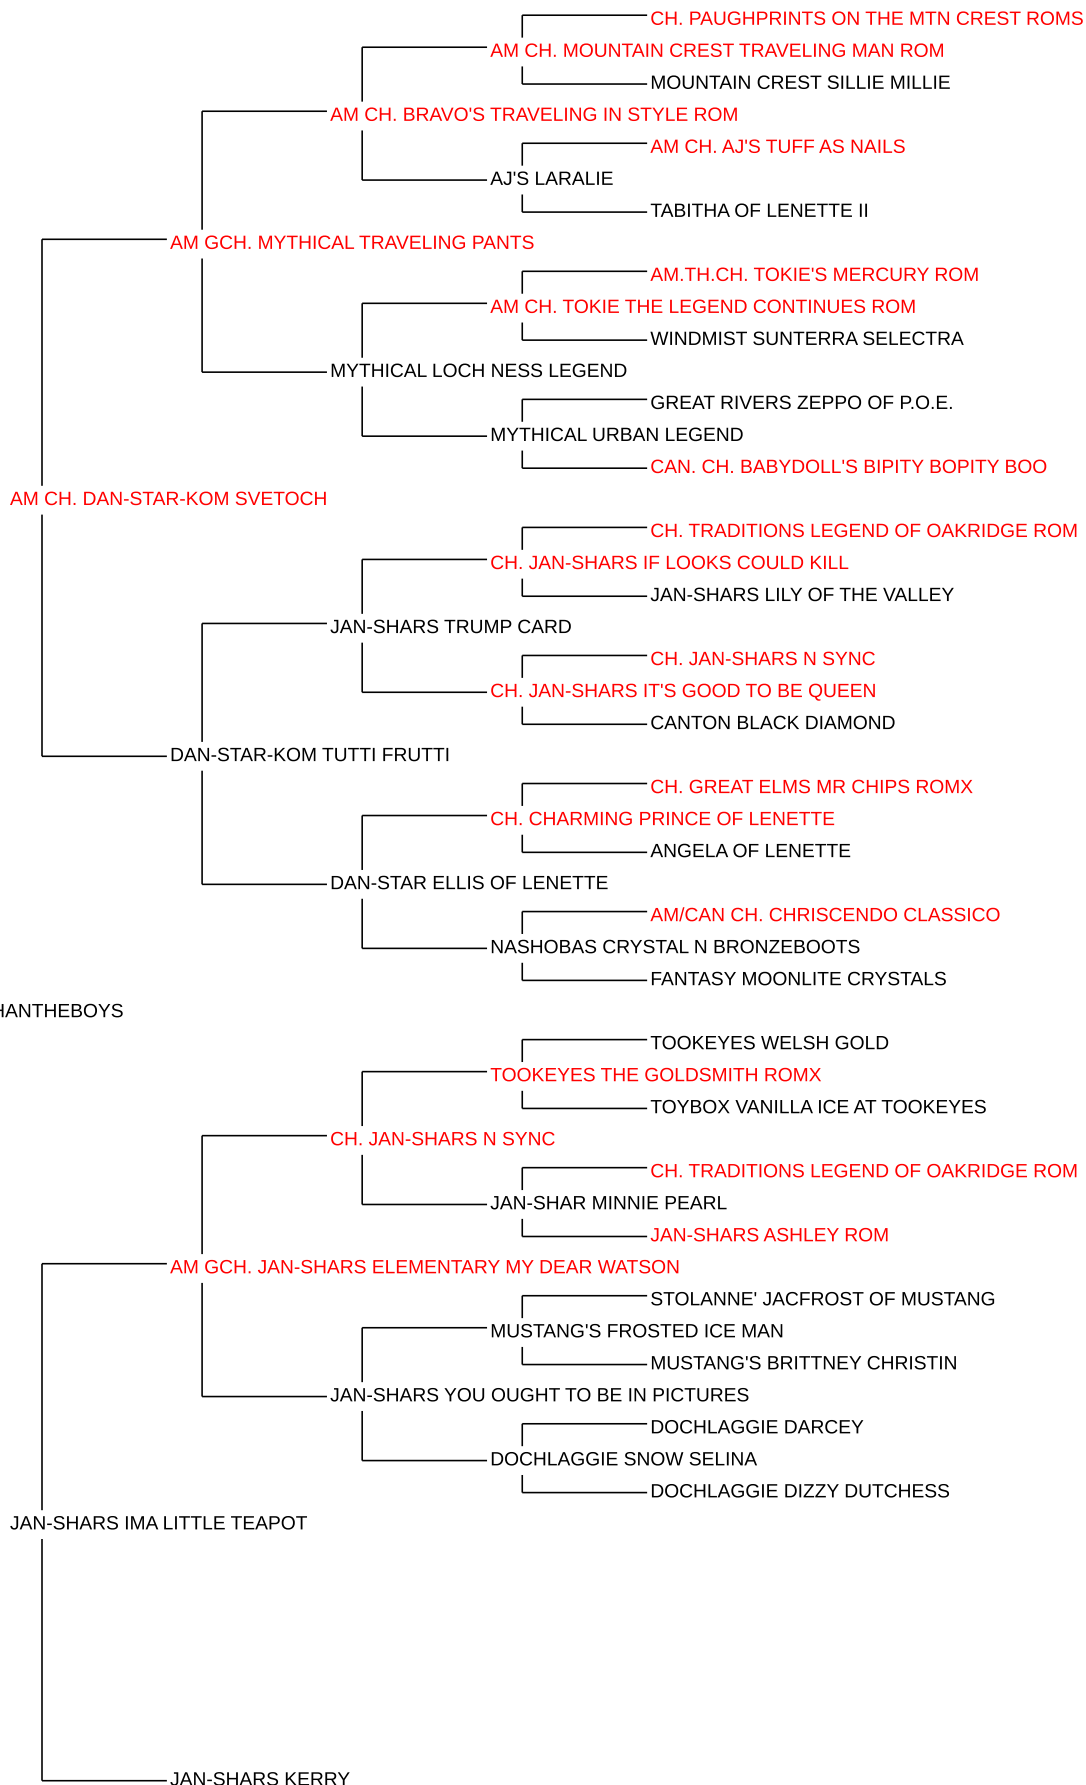 CH. PAUGHPRINTS ON THE MTN CREST ROMS
AM CH. MOUNTAIN CREST TRAVELING MAN ROM
MOUNTAIN CREST SILLIE MILLIE
AM CH. BRAVO'S TRAVELING IN STYLE ROM
AM CH. AJ'S TUFF AS NAILS
AJ'S LARALIE
TABITHA OF LENETTE II
AM GCH. MYTHICAL TRAVELING PANTS
AM.TH.CH. TOKIE'S MERCURY ROM
AM CH. TOKIE THE LEGEND CONTINUES ROM
WINDMIST SUNTERRA SELECTRA
MYTHICAL LOCH NESS LEGEND
GREAT RIVERS ZEPPO OF P.O.E.
MYTHICAL URBAN LEGEND
CAN. CH. BABYDOLL'S BIPITY BOPITY BOO
AM CH. DAN-STAR-KOM SVETOCH
CH. TRADITIONS LEGEND OF OAKRIDGE ROM
CH. JAN-SHARS IF LOOKS COULD KILL
JAN-SHARS LILY OF THE VALLEY
JAN-SHARS TRUMP CARD
CH. JAN-SHARS N SYNC
CH. JAN-SHARS IT'S GOOD TO BE QUEEN
CANTON BLACK DIAMOND
DAN-STAR-KOM TUTTI FRUTTI
CH. GREAT ELMS MR CHIPS ROMX
CH. CHARMING PRINCE OF LENETTE
ANGELA OF LENETTE
DAN-STAR ELLIS OF LENETTE
AM/CAN CH. CHRISCENDO CLASSICO
NASHOBAS CRYSTAL N BRONZEBOOTS
FANTASY MOONLITE CRYSTALS
HANTHEBOYS
TOOKEYES WELSH GOLD
TOOKEYES THE GOLDSMITH ROMX
TOYBOX VANILLA ICE AT TOOKEYES
CH. JAN-SHARS N SYNC
CH. TRADITIONS LEGEND OF OAKRIDGE ROM
JAN-SHAR MINNIE PEARL
JAN-SHARS ASHLEY ROM
AM GCH. JAN-SHARS ELEMENTARY MY DEAR WATSON
STOLANNE' JACFROST OF MUSTANG
MUSTANG'S FROSTED ICE MAN
MUSTANG'S BRITTNEY CHRISTIN
JAN-SHARS YOU OUGHT TO BE IN PICTURES
DOCHLAGGIE DARCEY
DOCHLAGGIE SNOW SELINA
DOCHLAGGIE DIZZY DUTCHESS
JAN-SHARS IMA LITTLE TEAPOT
JAN-SHARS KERRY